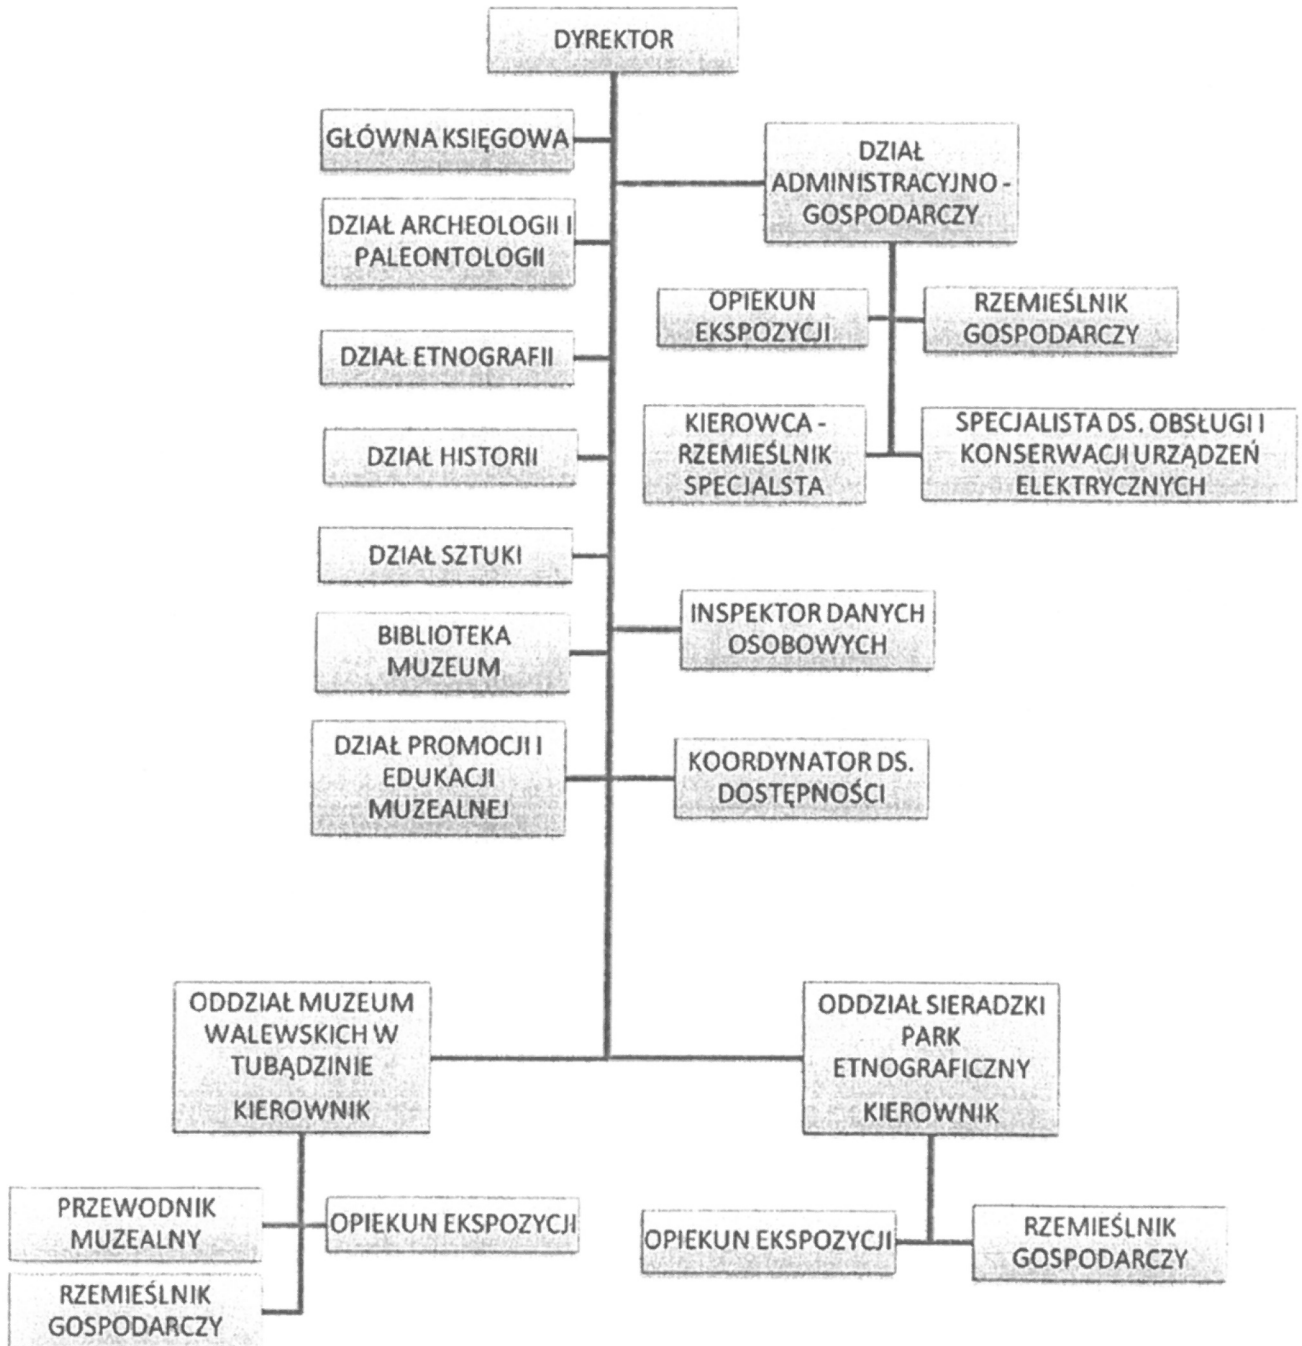 DYREKTOR
GŁÓWNA KSIĘGOWA
DZIAŁ
ADMINISTRACYJNO -
GOSPODARCZY
DZIAŁ ARCHEOLOGII I
PALEONTOLOGII
OPIEKUN
EKSPOZYCJI
RZEMIEŚLNIK
GOSPODARCZY
DZIAŁ ETNOGRAFII
KIEROWCA -
RZEMIEŚLNIK
SPECJALSTA
SPECJALISTA DS. OBSŁUGI I
KONSERWACJI URZĄDZEŃ
ELEKTRYCZNYCH
DZIAŁ HISTORII
DZIAŁ SZTUKI
INSPEKTOR DANYCH
OSOBOWYCH
BIBLIOTEKA
MUZEUM
DZIAŁ PROMOCJI I
EDUKACJI
MUZEALNEJ
KOORDYNATOR DS.
DOSTĘPNOŚCI
ODDZIAŁ MUZEUM
WALEWSKICH W
TUBĄDZINIE
KIEROWNIK
ODDZIAŁ SIERADZKI
PARK
ETNOGRAFICZNY
KIEROWNIK
PRZEWODNIK
MUZEALNY
OPIEKUN EKSPOZYCJI
RZEMIEŚLNIK
GOSPODARCZY
OPIEKUN EKSPOZYCJI
RZEMIEŚLNIK
GOSPODARCZY